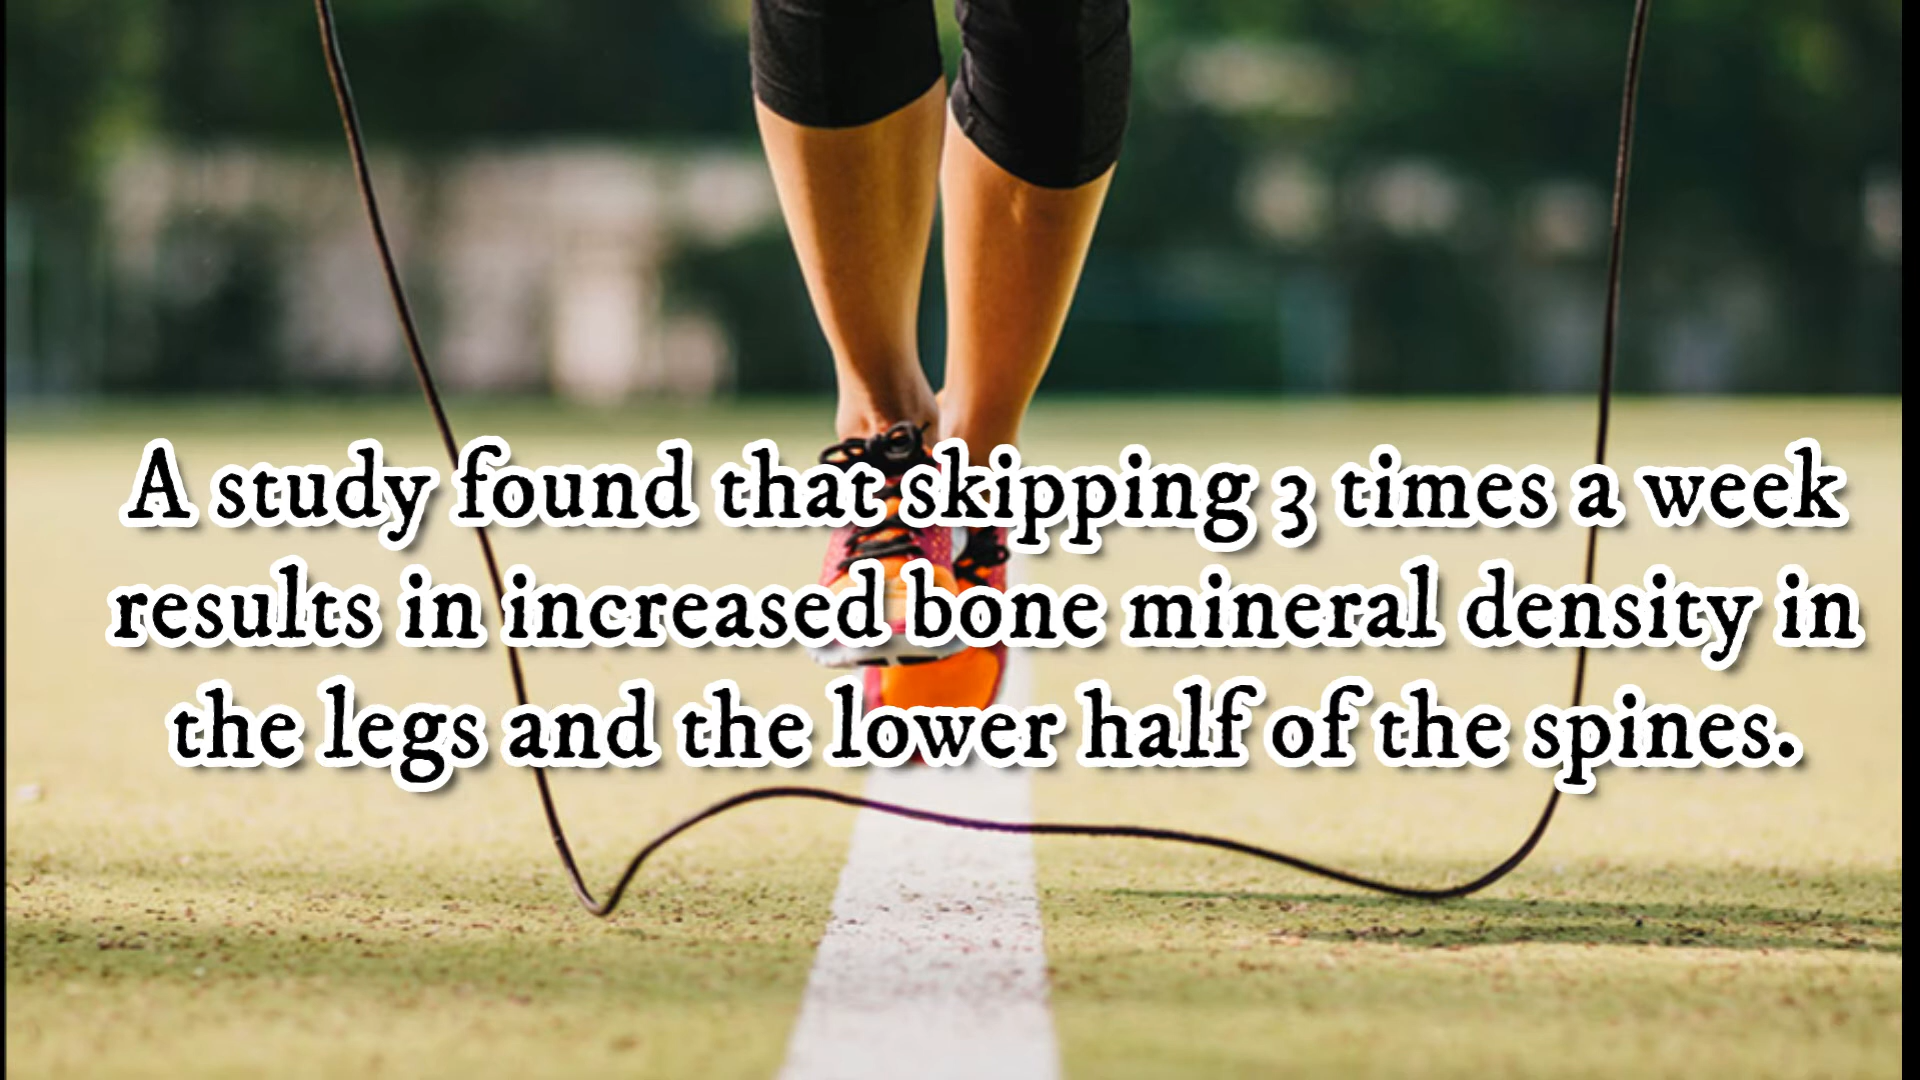 A study found that skipping 3 times a week
results in increased bone mineral density in
the legs and the lower half of the spines.